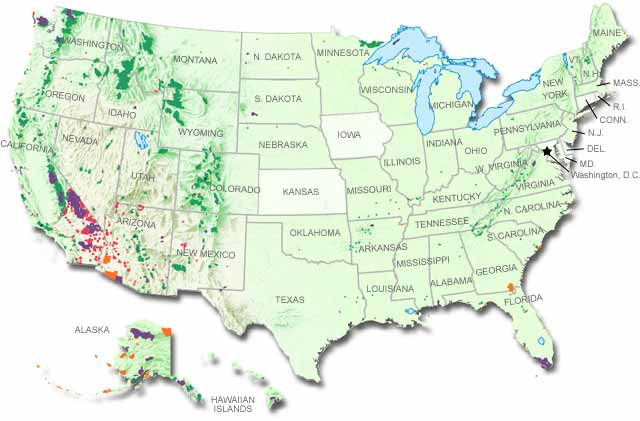 MAINE
WASHINGTON
MONTANA
N. DAKOTA
MINNESOTA
VT.
N.H.
MASS.
OREGON
IDAHO
S. DAKOTA
WISCONSIN
MICHIGAN
NEW
YORK
R.I.
CONN.
WYOMING
IOWA
PENNSYLVANIA
N.J.
NEVADA
CALIFORNIA
NEBRASKA
ILLINOIS
INDIANA
OHIO
DEL.
MD.
W. VIRGINIA
Washington, D.C.
UTAH
COLORADO
KANSAS
MISSOURI
KENTUCKY
VIRGINIA
ARIZONA
NEW MEXICO
OKLAHOMA
ARKANSAS
TENNESSEE
N. CAROLINA
S. CAROLINA
MISSISSIPPI
ALABAMA
GEORGIA
TEXAS
LOUISIANA
FLORIDA
ALASKA
HAWAIIAN
ISLANDS